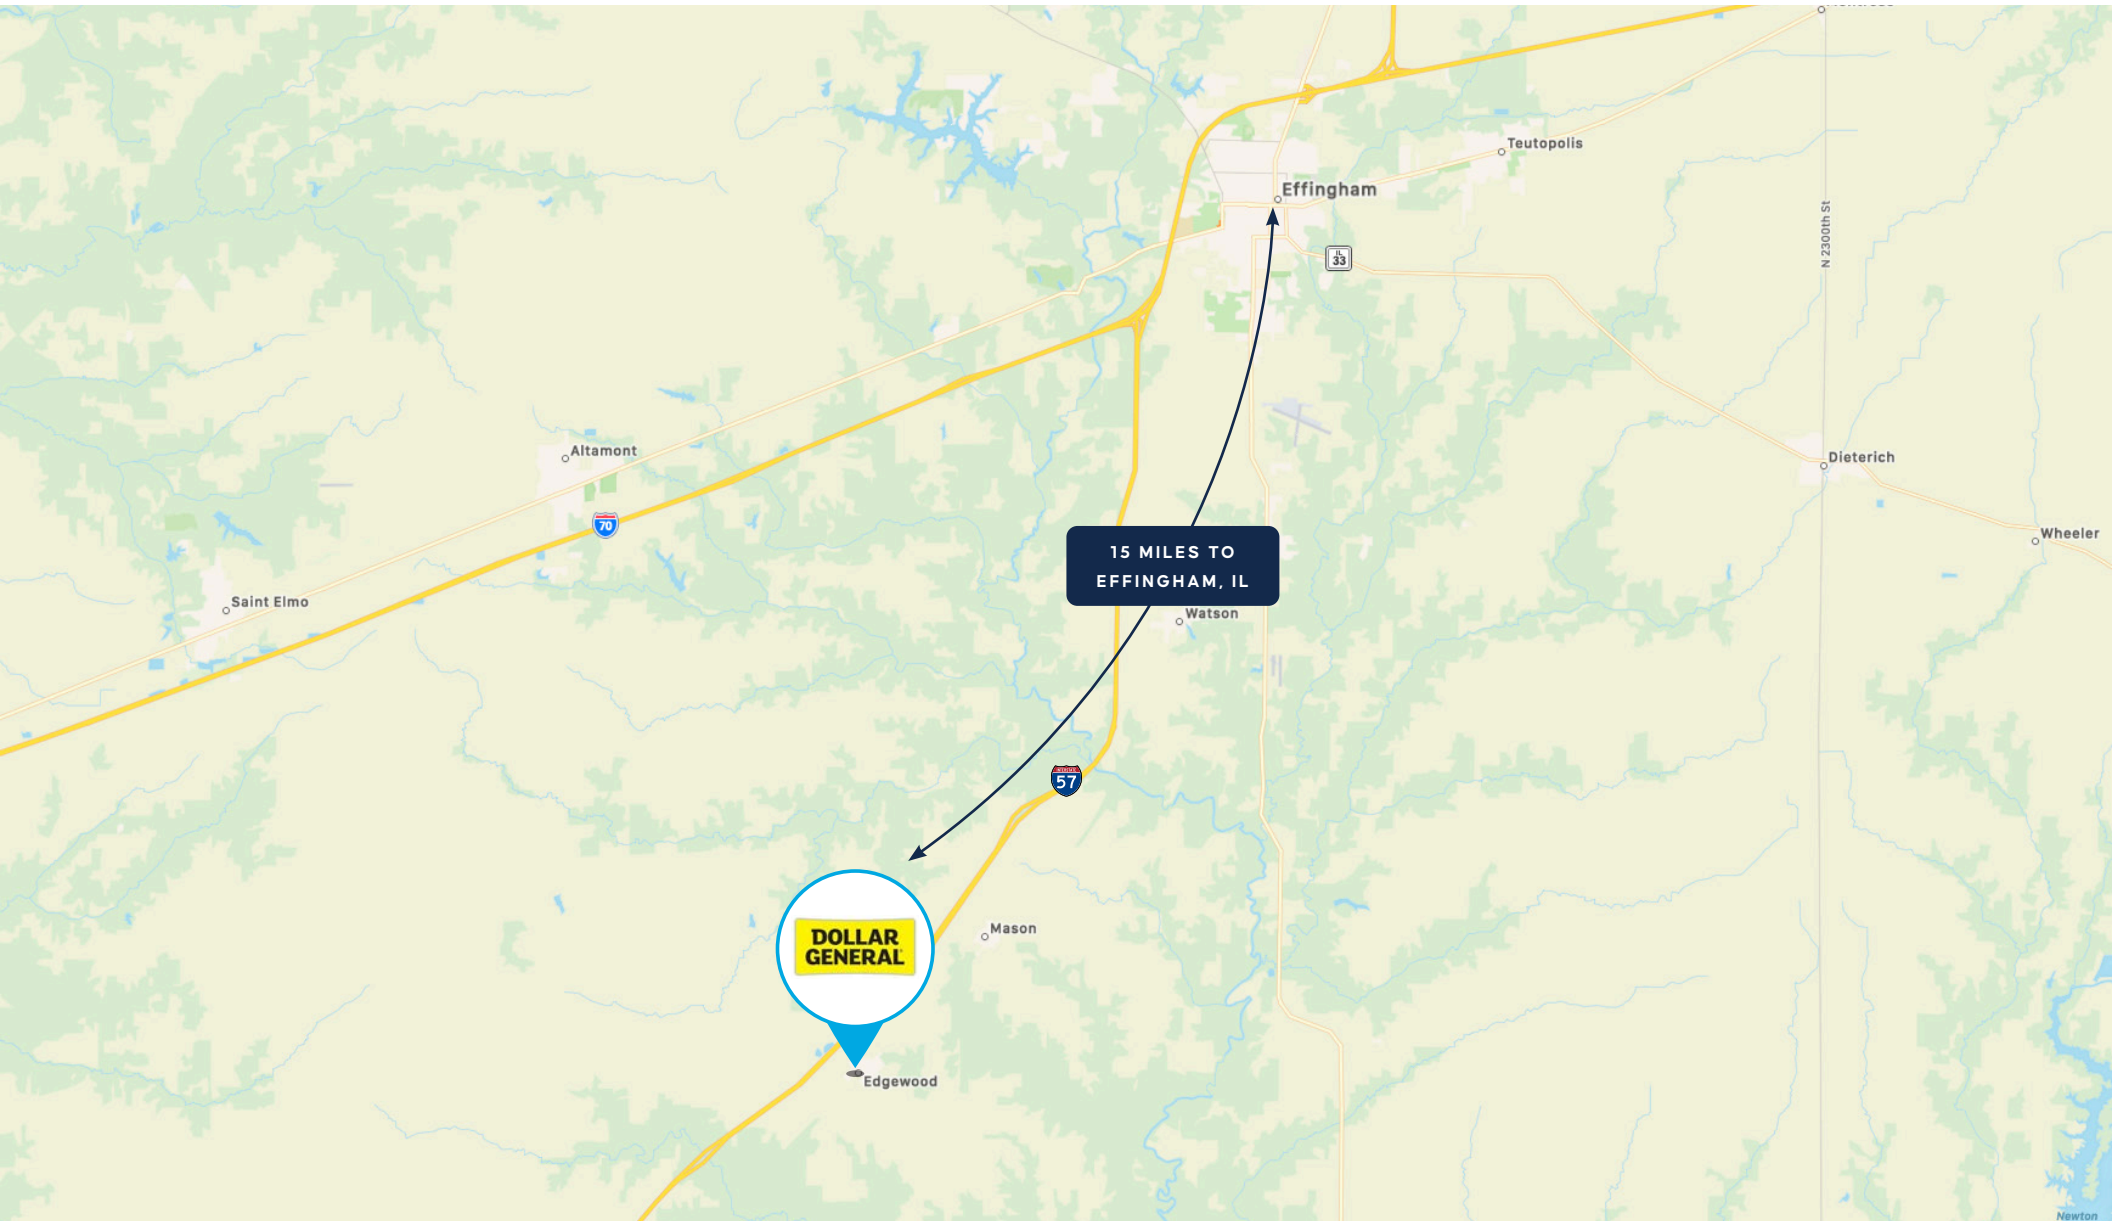 Teutopolis
Effingham
IL
33
N 2300th St
Altamont
Dieterich
70
15 MILES TO
EFFINGHAM, IL
Wheeler
Saint Elmo
Watson
57
Mason
DOLLAR
GENERAL
Edgewood
Newton